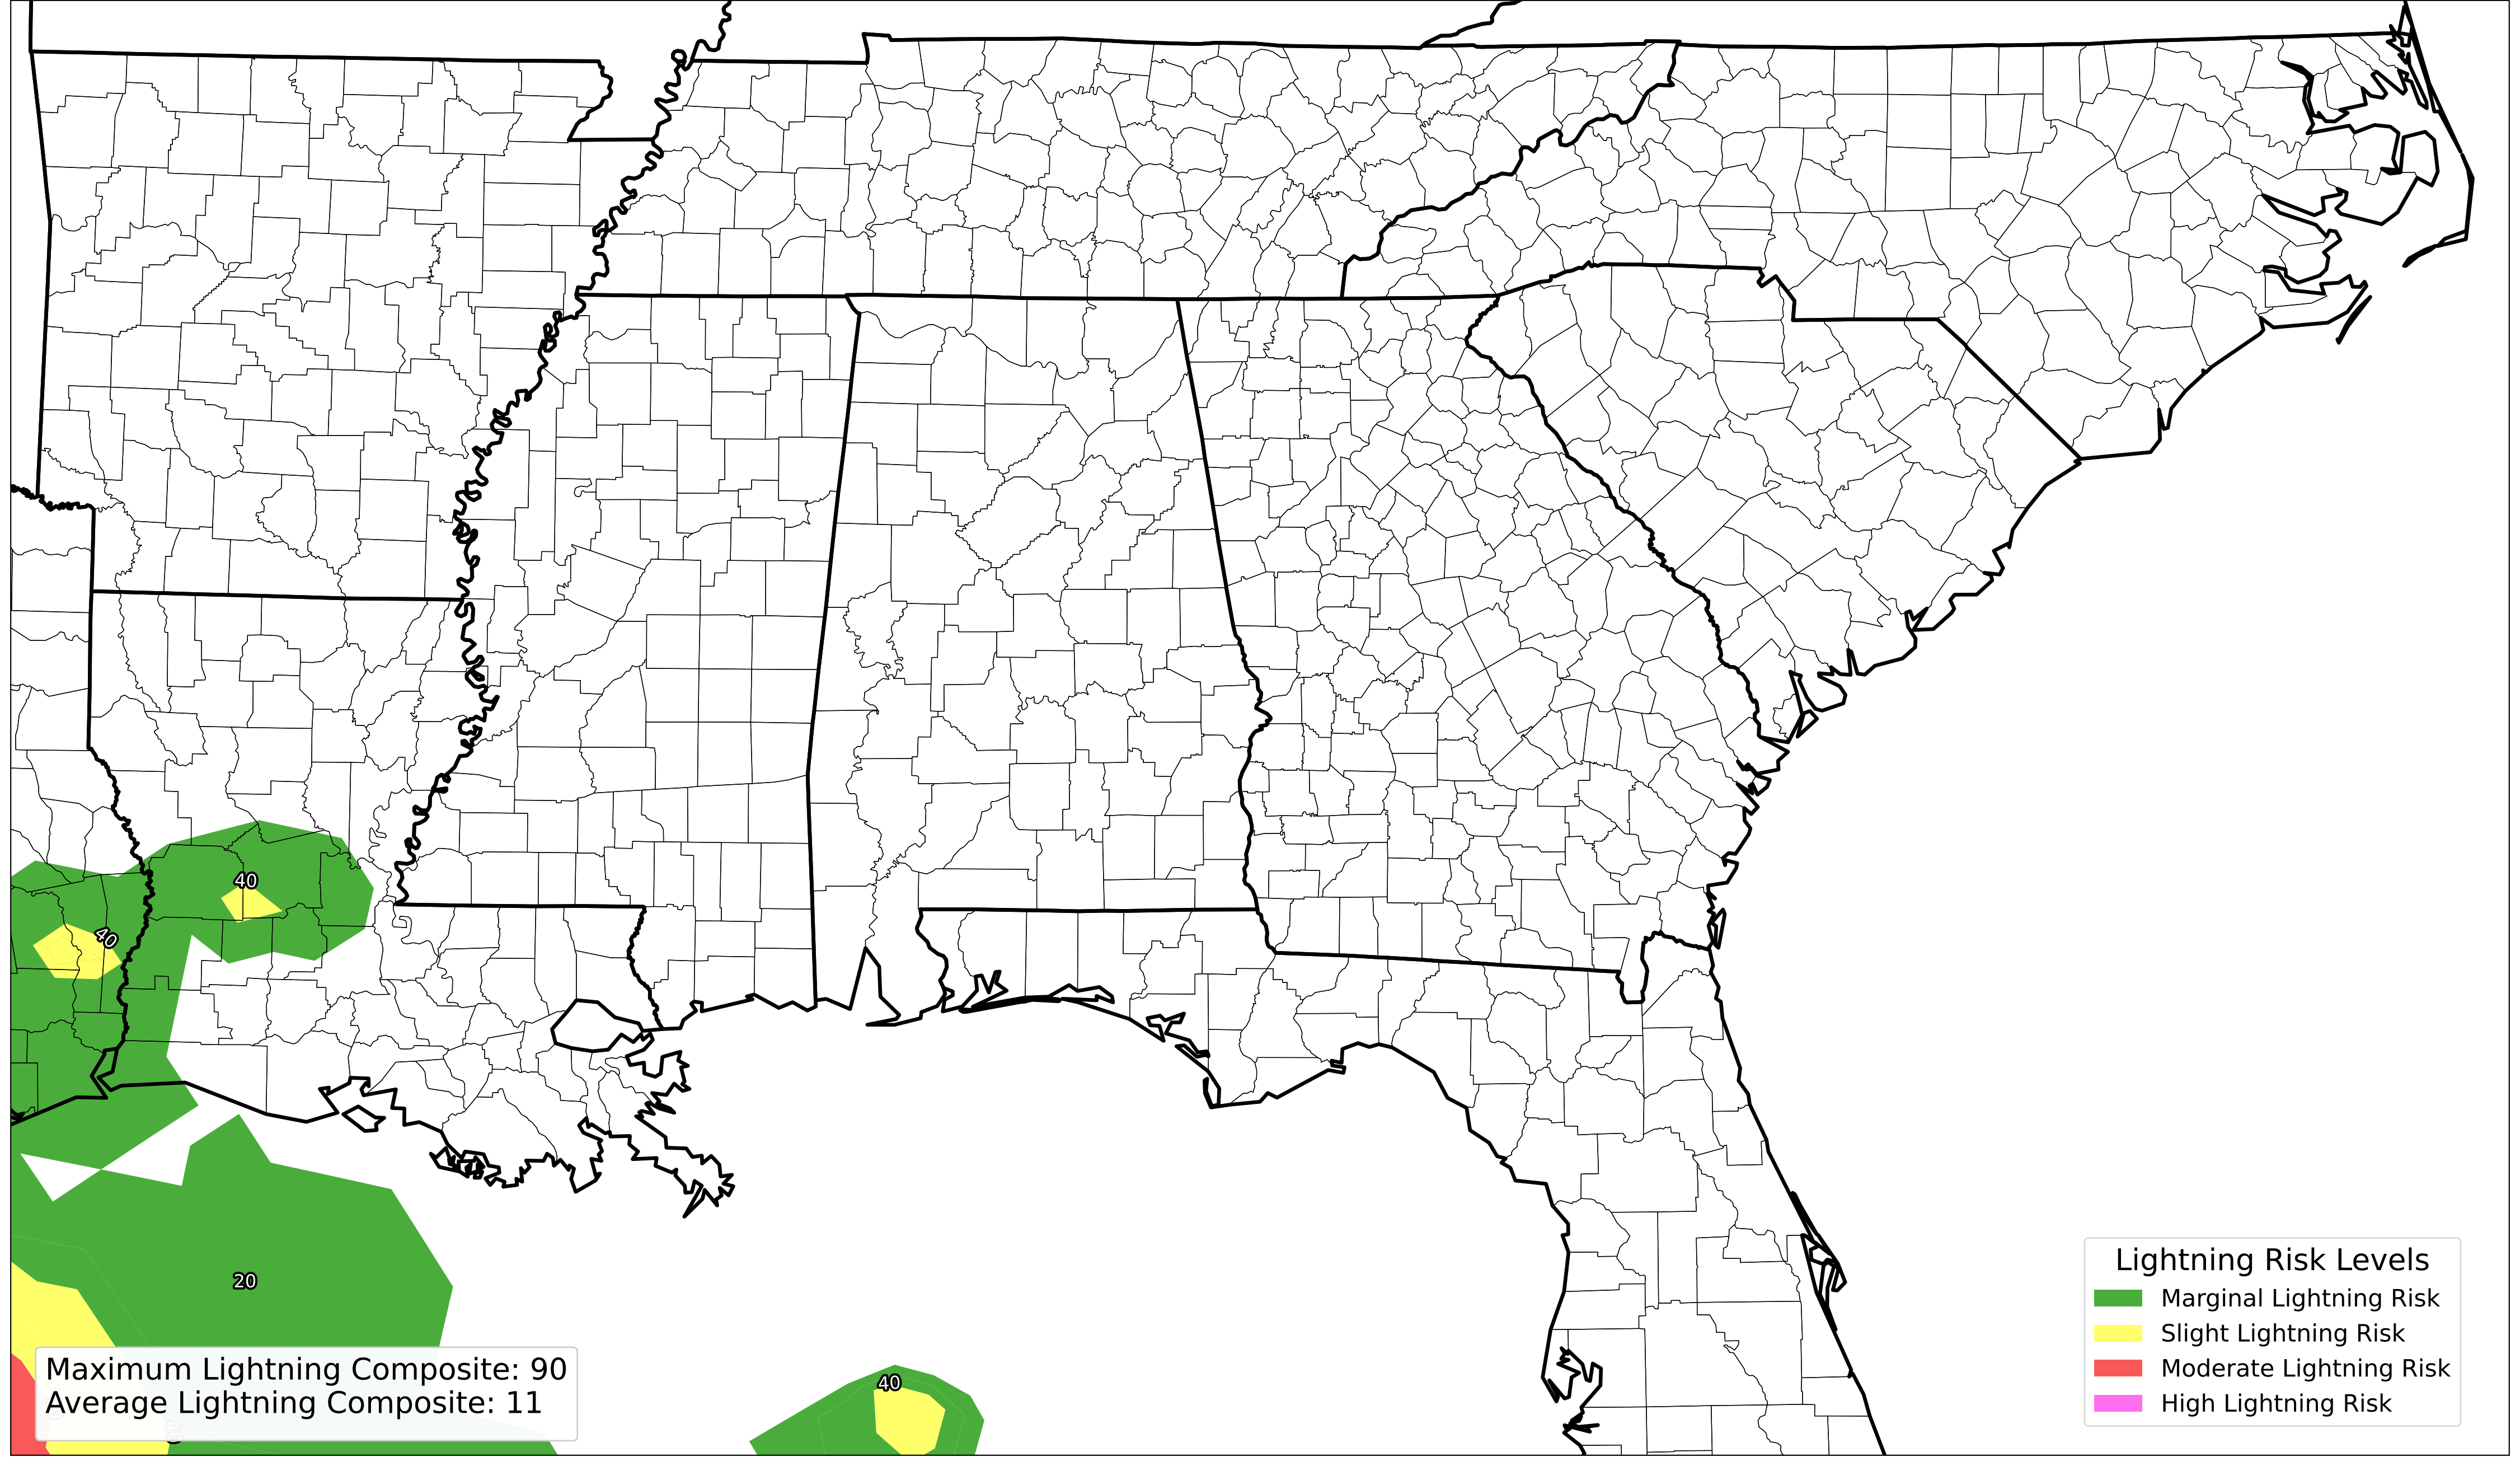 40
40
20
40
Maximum Lightning Composite: 90
Average Lightning Composite: 11
Lightning Risk Levels
Marginal Lightning Risk
Slight Lightning Risk
Moderate Lightning Risk
High Lightning Risk